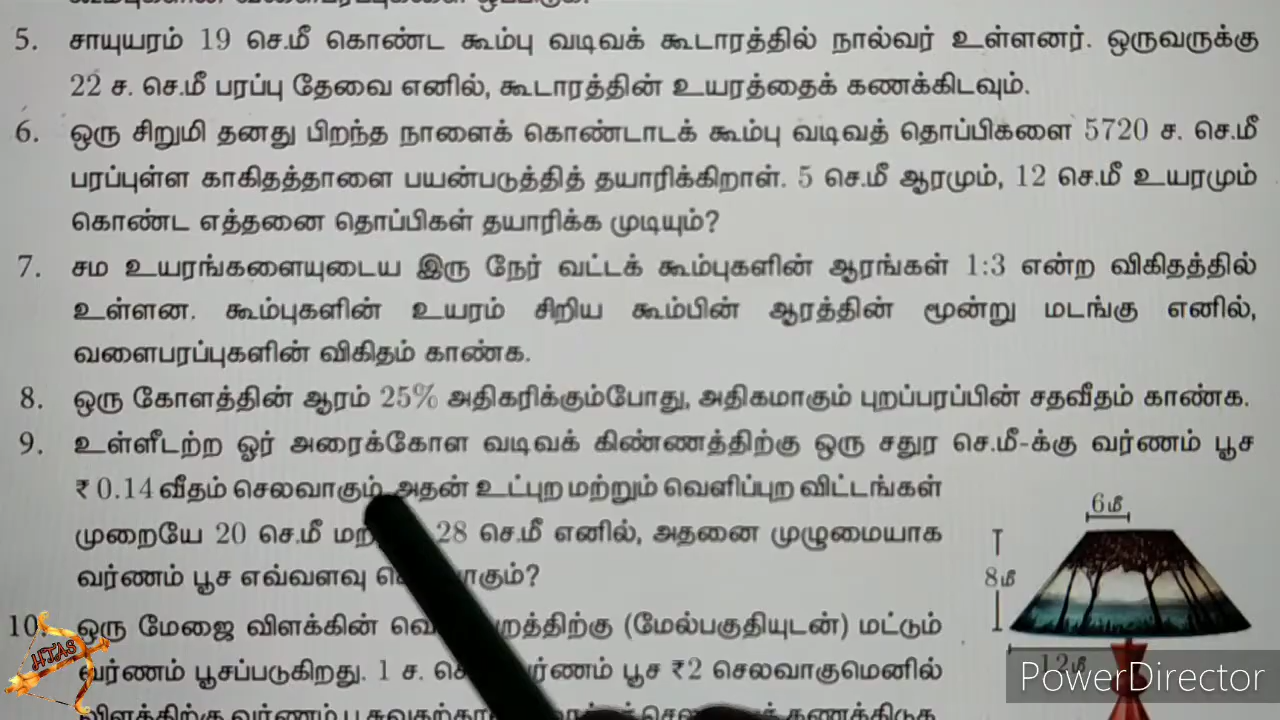 5. சாயுயரம் 19 செ.மீ கொண்ட கூம்பு வடிவக் கூடாரத்தில் நால்வர் உள்ளனர். ஒருவருக்கு
22 ச. செ.மீ பரப்பு தேவை எனில், கூடாரத்தின் உயரத்தைக் கணக்கிடவும்.
6. ஒரு சிறுமி தனது பிறந்த நாளைக் கொண்டாடக் கூம்பு வடிவத் தொப்பிகளை 5720 ச. செ.மீ
பரப்புள்ள காகிதத்தாளை பயன்படுத்தித் தயாரிக்கிறாள். 5 செ.மீ ஆரமும், 12 செ.மீ உயரமும்
கொண்ட எத்தனை தொப்பிகள் தயாரிக்க முடியும்?
7. சம உயரங்களையுடைய இரு நேர் வட்டக் கூம்புகளின் ஆரங்கள் 1:3 என்ற விகிதத்தில்
உள்ளன. கூம்புகளின் உயரம் சிறிய கூம்பின் ஆரத்தின் மூன்று மடங்கு எனில்,
வளைபரப்புகளின் விகிதம் காண்க.
8. ஒரு கோளத்தின் ஆரம் 25% அதிகரிக்கும்போது, அதிகமாகும் புறப்பரப்பின் சதவீதம் காண்க.
9. உள்ளீடற்ற ஓர் அரைக்கோள வடிவக் கிண்ணத்திற்கு ஒரு சதுர செ.மீ-க்கு வர்ணம் பூச
₹ 0.14 வீதம் செலவாகும். அதன் உட்புற மற்றும் வெளிப்புற விட்டங்கள்
முறையே 20 செ.மீ 28 செ.மீ எனில், அதனை முழுமையாக
வர்ணம் பூச எவ்வளவு
10. ஒரு மேஜை விளக்கின் (மேல்பகுதியுடன்) மட்டும்
வர்ணம் பூசப்படுகிறது. 1 ச. பூச ₹2 செலவாகுமெனில்
விளக்கிற்கு வர்ணம் கணக்கிடுக.
6மீ
8மீ
12மீ
HTAS
PowerDirector